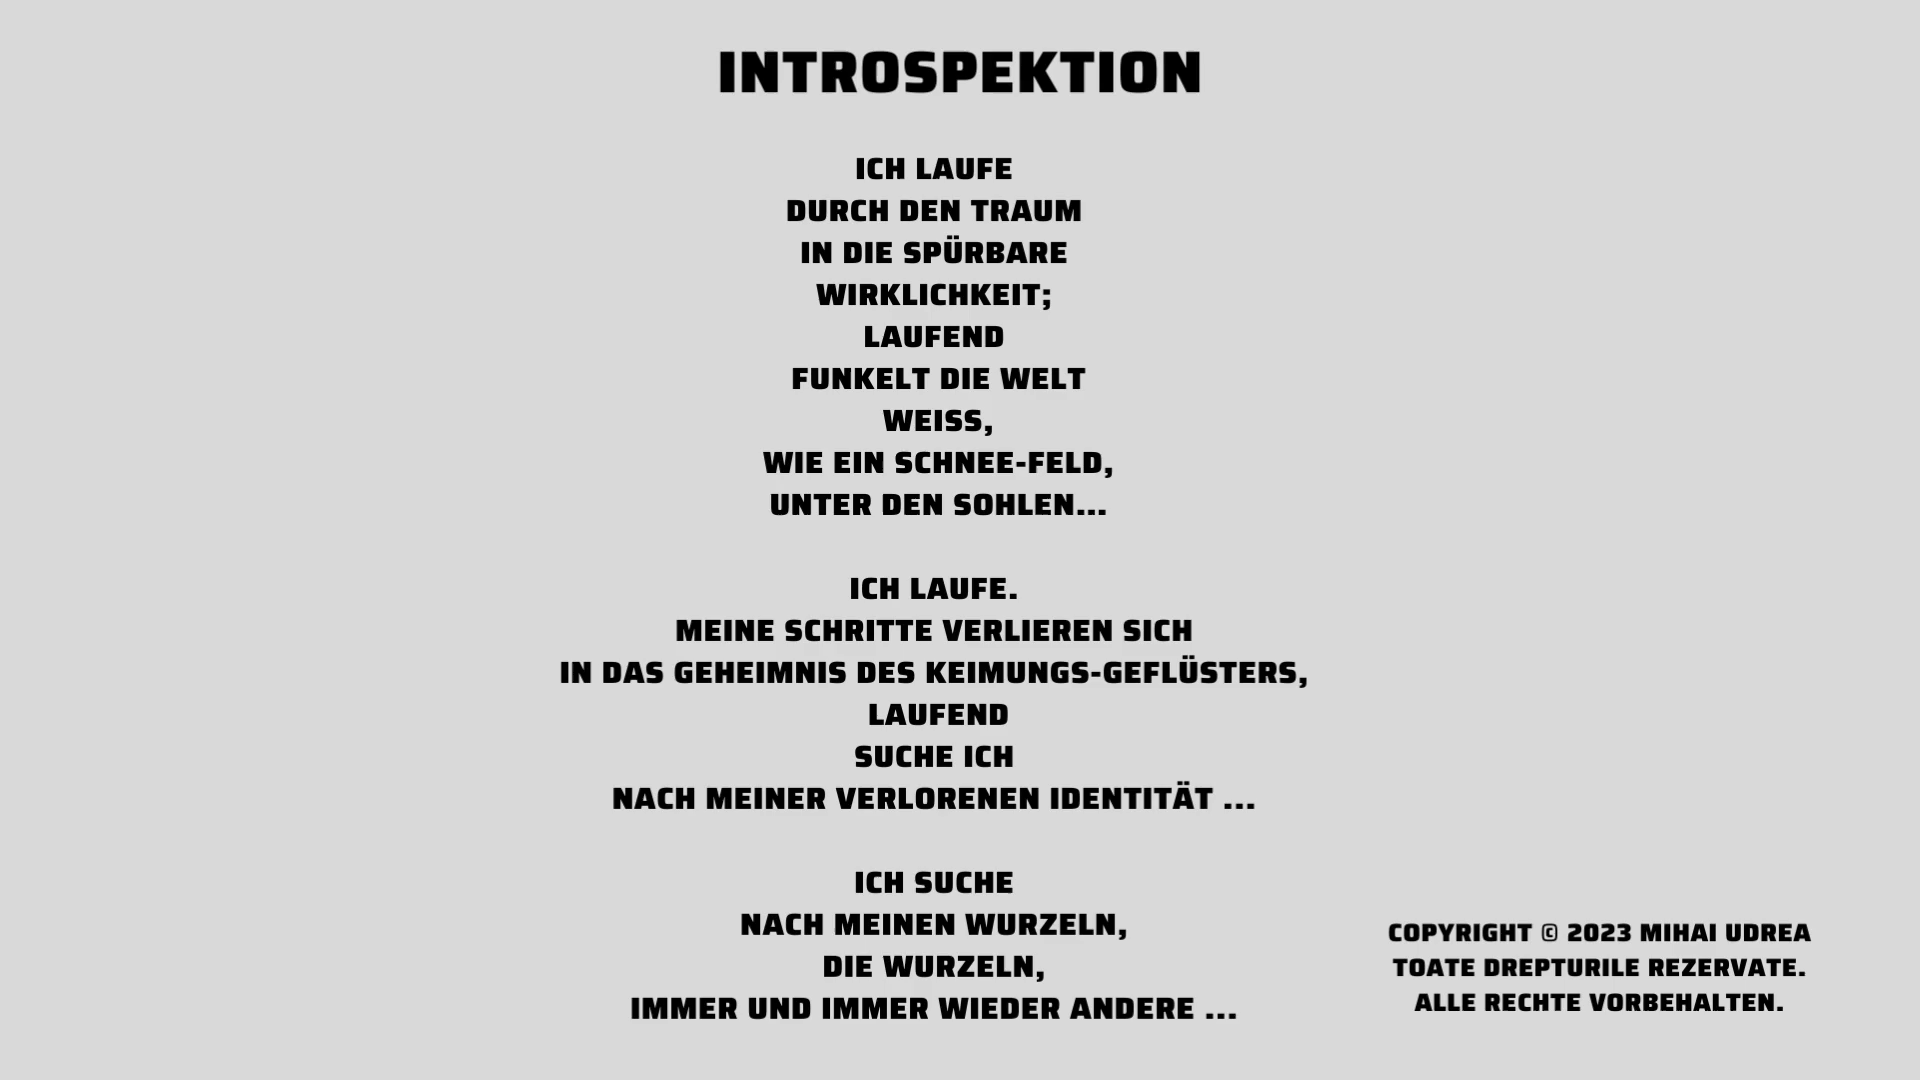 INTROSPEKTION
ICH LAUFE
DURCH DEN TRAUM
IN DIE SPÜRBARE
WIRKLICHKEIT;
LAUFEND
FUNKELT DIE WELT
WEISS,
WIE EIN SCHNEE-FELD,
UNTER DEN SOHLEN...
ICH LAUFE.
MEINE SCHRITTE VERLIEREN SICH
IN DAS GEHEIMNIS DES KEIMUNGS-GEFLÜSTERS,
LAUFEND
SUCHE ICH
NACH MEINER VERLORENEN IDENTITÄT ...
ICH SUCHE
NACH MEINEN WURZELN,
DIE WURZELN,
IMMER UND IMMER WIEDER ANDERE ...
COPYRIGHT © 2023 MIHAI UDREA
TOATE DREPTURILE REZERVATE.
ALLE RECHTE VORBEHALTEN.